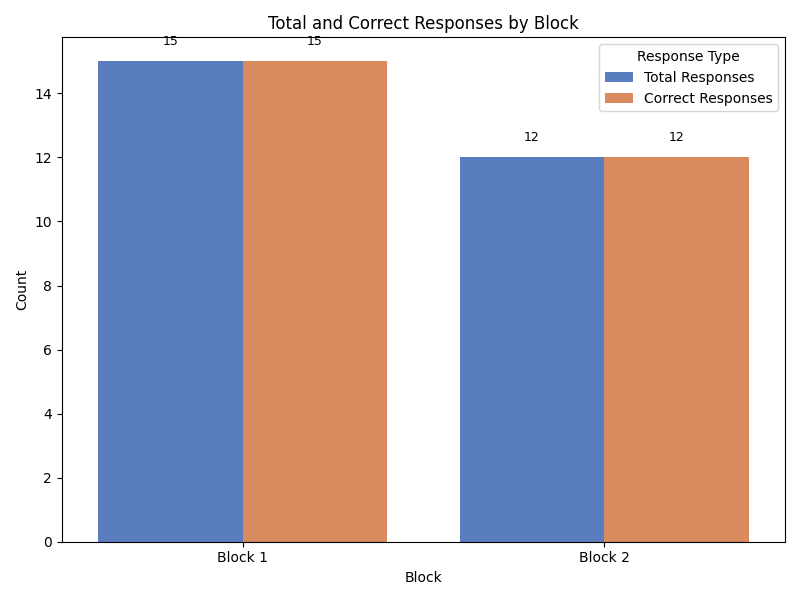 Total and Correct Responses by Block
15
15
Response Type
Total Responses
Correct Responses
12
12
14
12
10
8
6
4
2
0
Count
Block 1
Block 2
Block